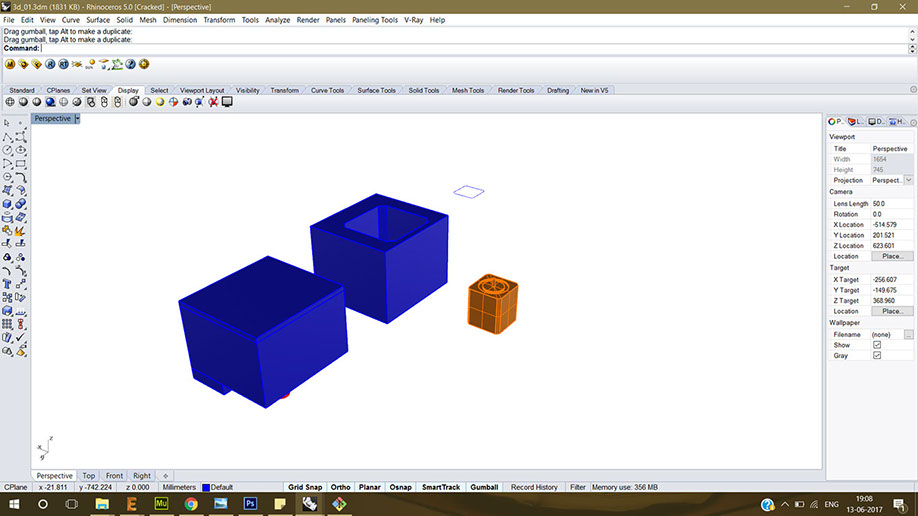 3d_01.3dm (1831 KB) - Rhinoceros 5.0 [Cracked] - [Perspective]
File Edit View Curve Surface Solid Mesh Dimension Transform Tools Analyze Render Panels Paneling Tools V-Ray Help
Drag gumball, tap Alt to make a duplicate:
Drag gumball, tap Alt to make a duplicate:
Command:
Standard CPlanes Set View Display Select Viewport Layout Visibility Transform Curve Tools Surface Tools Solid Tools Mesh Tools Render Tools Drafting New in V5
Perspective
P.. L.. D... H..
Viewport
Title Perspective
Width 1654
Height 745
Projection Perspect...
Camera
Lens Length 50.0
Rotation 0.0
X Location -514.579
Y Location 201.521
Z Location 623.601
Location Place...
Target
X Target -256.607
Y Target -149.675
Z Target 368.960
Location Place...
Wallpaper
Filename (none) ...
Show
Gray
z
x
y
Perspective Top Front Right
CPlane x -21.811 y -742.224 z 0.000 Millimeters Default Grid Snap Ortho Planar Osnap SmartTrack Gumball Record History Filter Memory use: 356 MB
E Mu Ps
ENG
19:08
13-06-2017
1